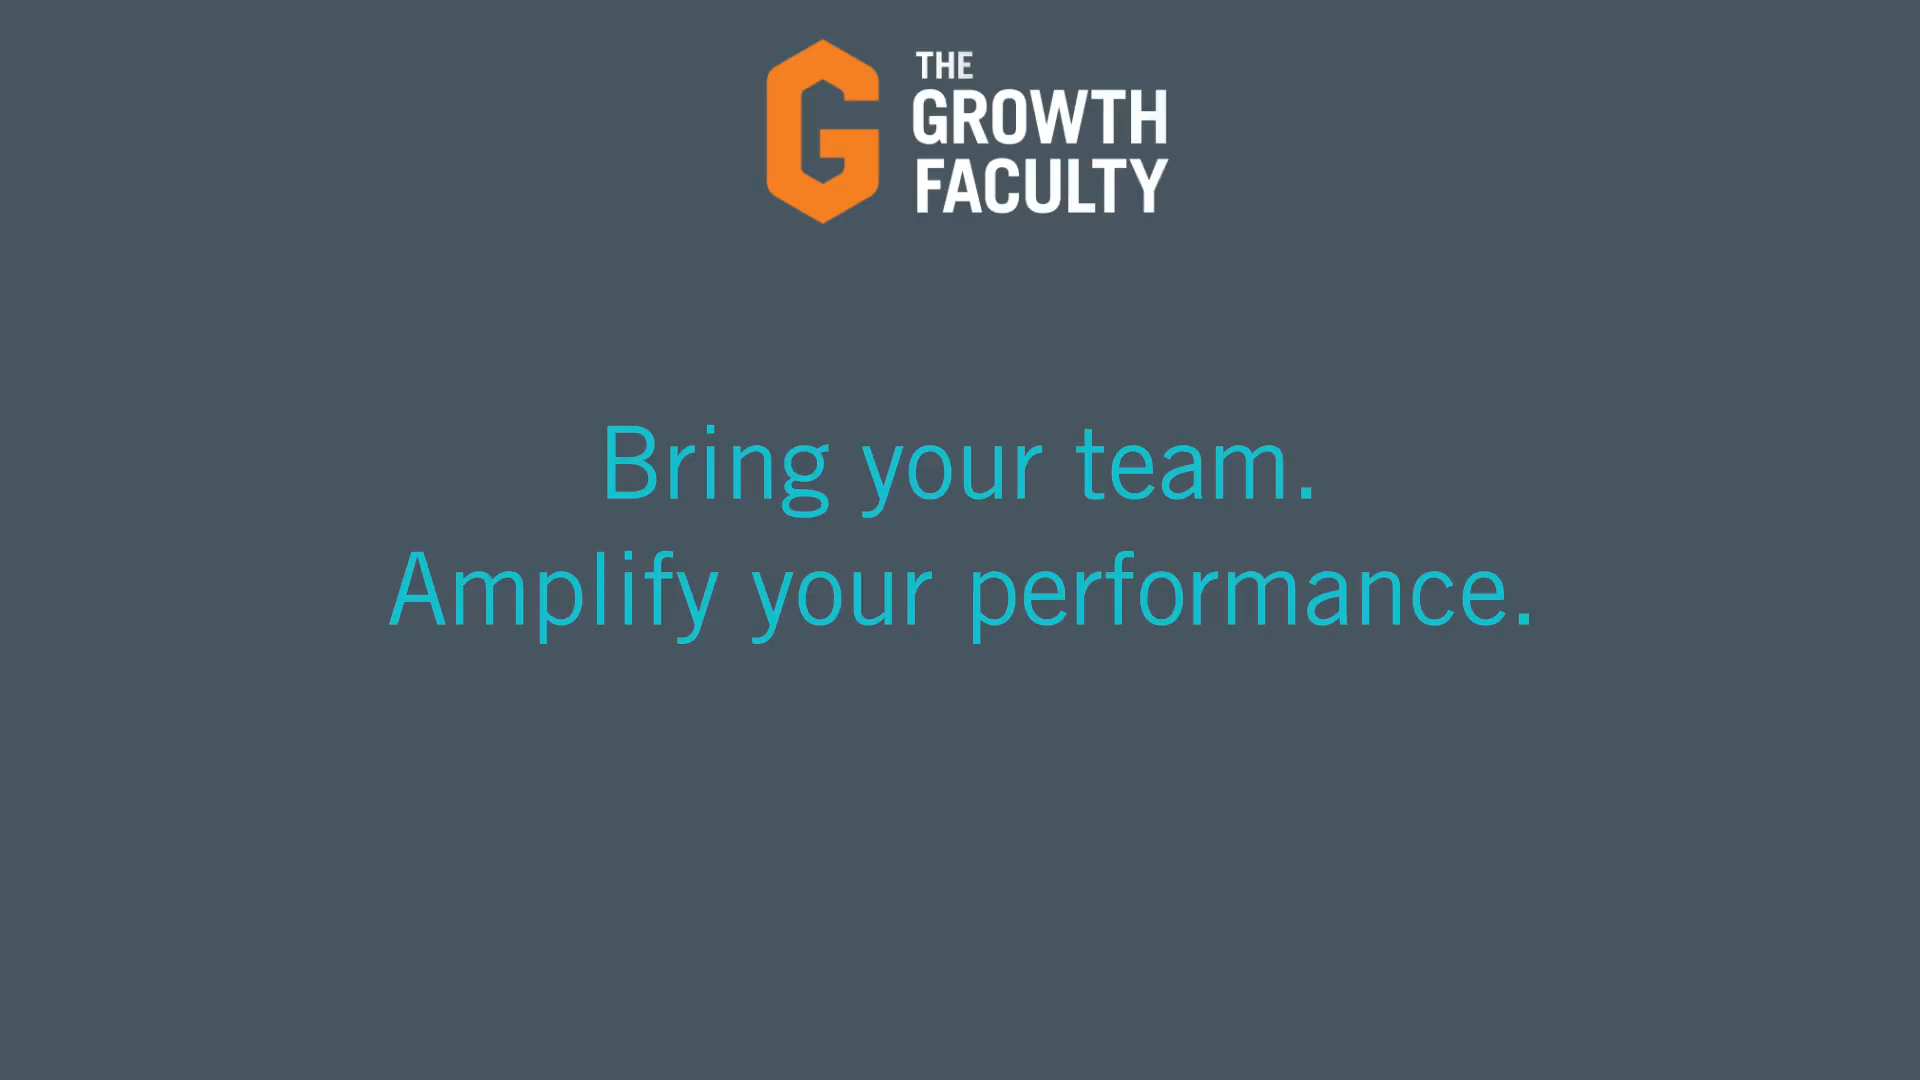 THE
GROWTH
FACULTY
Bring your team.
Amplify your performance.